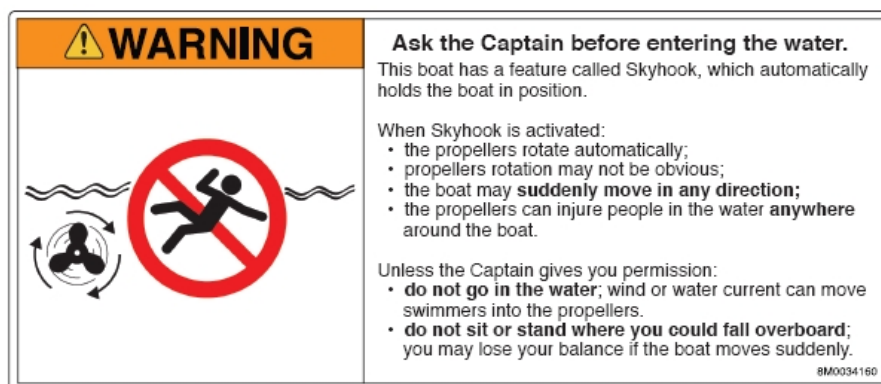 WARNING
Ask the Captain before entering the water.
This boat has a feature called Skyhook, which automatically
holds the boat in position.
When Skyhook is activated:
• the propellers rotate automatically;
• propellers rotation may not be obvious;
• the boat may suddenly move in any direction;
• the propellers can injure people in the water anywhere
around the boat.
Unless the Captain gives you permission:
• do not go in the water; wind or water current can move
swimmers into the propellers.
• do not sit or stand where you could fall overboard;
you may lose your balance if the boat moves suddenly.
8M0034160